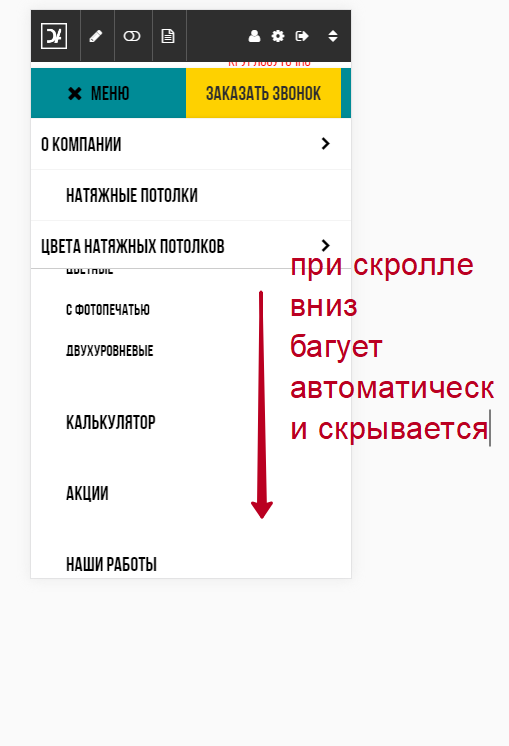 КРУГЛОСУТОЧНО
МЕНЮ
ЗАКАЗАТЬ ЗВОНОК
О КОМПАНИИ
НАТЯЖНЫЕ ПОТОЛКИ
ЦВЕТА НАТЯЖНЫХ ПОТОЛКОВ
ЦВЕТНЫЕ
С ФОТОПЕЧАТЬЮ
ДВУХУРОВНЕВЫЕ
КАЛЬКУЛЯТОР
АКЦИИ
НАШИ РАБОТЫ
при скролле
вниз
багует
автоматическ
и скрывается